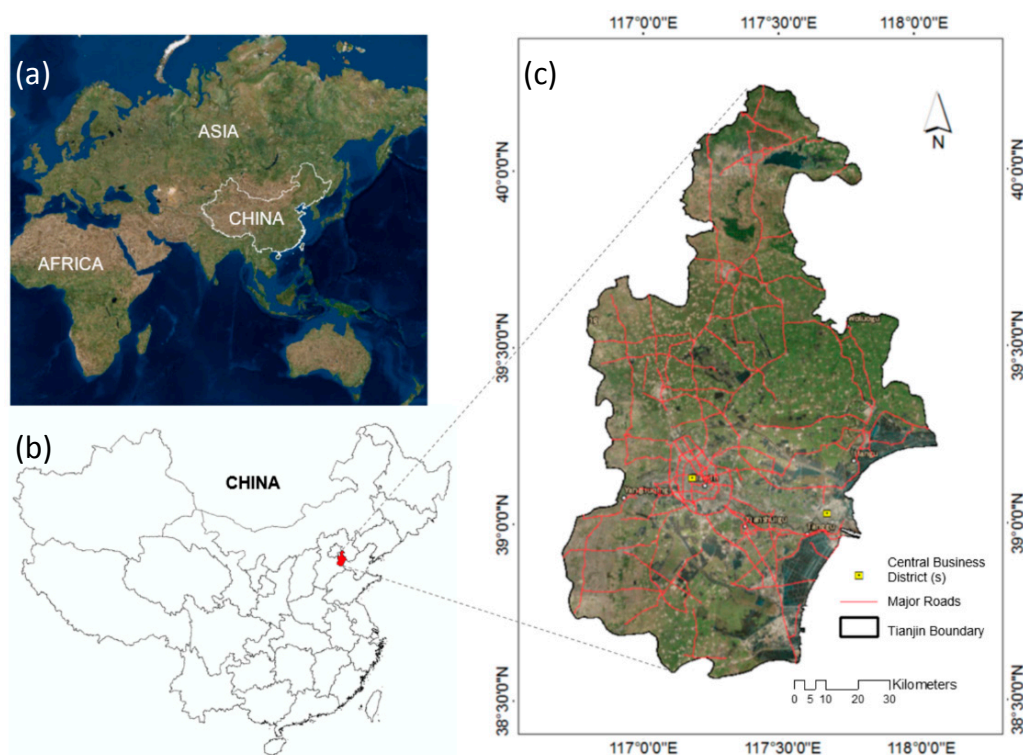 (a)
ASIA
CHINA
AFRICA
(b)
CHINA
(c)
117°0'0"E
117°30'0"E
118°0'0"E
40°0'0"N
39°30'0"N
39°0'0"N
38°30'0"N
40°0'0"N
39°30'0"N
39°0'0"N
38°30'0"N
N
Central Business
District (s)
Major Roads
Tianjin Boundary
Kilometers
0 5 10 20 30
117°0'0"E
117°30'0"E
118°0'0"E